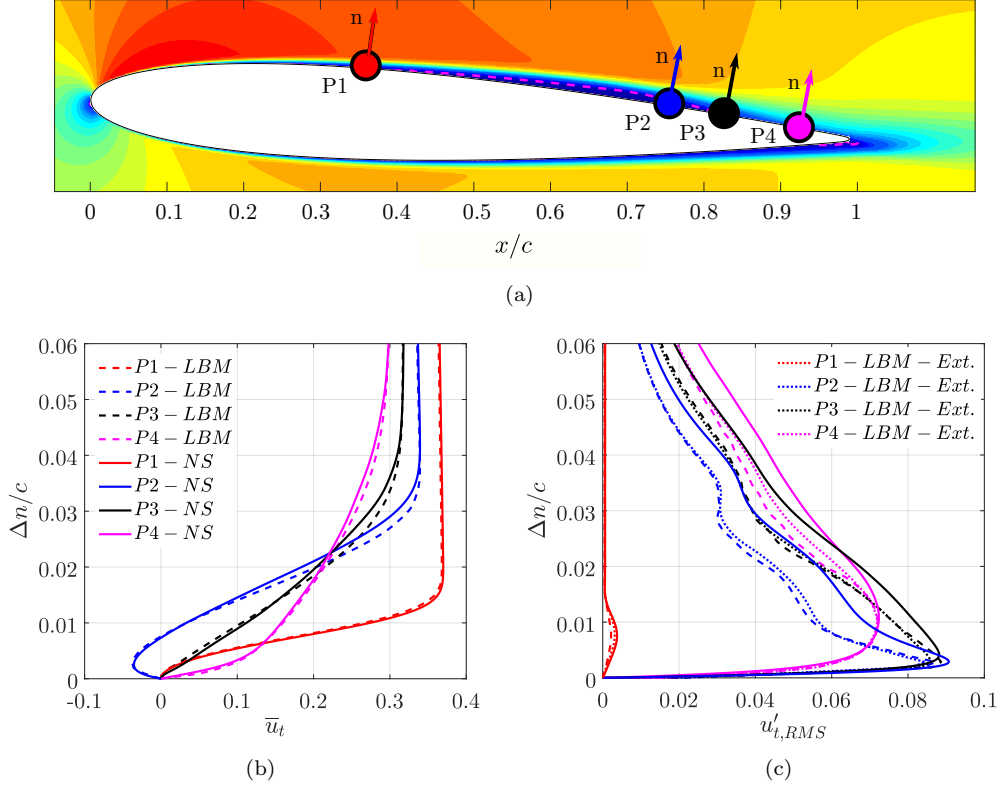 n
n
n
n
P1
P2
P3
P4
0 0.1 0.2 0.3 0.4 0.5 0.6 0.7 0.8 0.9 1
x/c
(a)
0.06
0.05
0.04
0.03
0.02
0.01
0
Δn/c
P1 − LBM
P2 − LBM
P3 − LBM
P4 − LBM
P1 − NS
P2 − NS
P3 − NS
P4 − NS
-0.1 0 0.1 0.2 0.3 0.4
u̅_t
(b)
0.06
0.05
0.04
0.03
0.02
0.01
0
Δn/c
P1 − LBM − Ext.
P2 − LBM − Ext.
P3 − LBM − Ext.
P4 − LBM − Ext.
0 0.02 0.04 0.06 0.08 0.1
u′_{t,RMS}
(c)